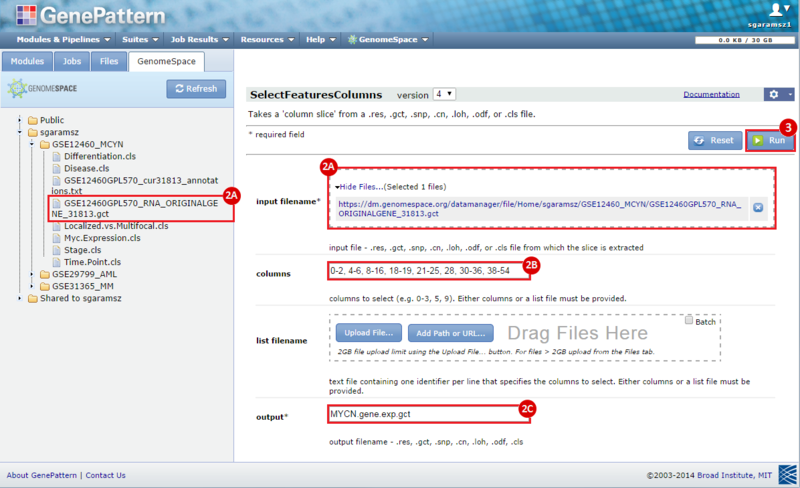 GenePattern
sgaramsz1
Modules & Pipelines Suites Job Results Resources Help GenomeSpace
0.0 KB / 30 GB
Modules Jobs Files GenomeSpace
GENOMESPACE
Refresh
Public
sgaramsz
GSE12460_MCYN
Differentiation.cls
Disease.cls
GSE12460GPL570_cur31813_annotat
ions.txt
2A
GSE12460GPL570_RNA_ORIGINALGE
NE_31813.gct
Localized.vs.Multifocal.cls
Myc.Expression.cls
Stage.cls
Time.Point.cls
GSE29799_AML
GSE31365_MM
Shared to sgaramsz
SelectFeaturesColumns version 4
Documentation
Takes a 'column slice' from a .res, .gct, .snp, .cn, .loh, .odf, or .cls file.
* required field
Reset
Run
3
2A
input filename*
Hide Files...(Selected 1 files)
https://dm.genomespace.org/datamanager/file/Home/sgaramsz/GSE12460_MCYN/GSE12460GPL570_RNA_
ORIGINALGENE_31813.gct
input file - .res, .gct, .snp, .cn, .loh, .odf, or .cls file from which the slice is extracted
2B
columns
0-2, 4-6, 8-16, 18-19, 21-25, 28, 30-36, 38-54
columns to select (e.g. 0-3, 5, 9). Either columns or a list file must be provided.
list filename
Upload File...
Add Path or URL...
Drag Files Here
Batch
2GB file upload limit using the Upload File... button. For files > 2GB upload from the Files tab.
text file containing one identifier per line that specifies the columns to select. Either columns or a list file must be
provided.
output*
MYCN.gene.exp.gct
2C
output filename - .res, .gct, .snp, .cn, .loh, .odf, .cls
About GenePattern | Contact Us
©2003-2014 Broad Institute, MIT